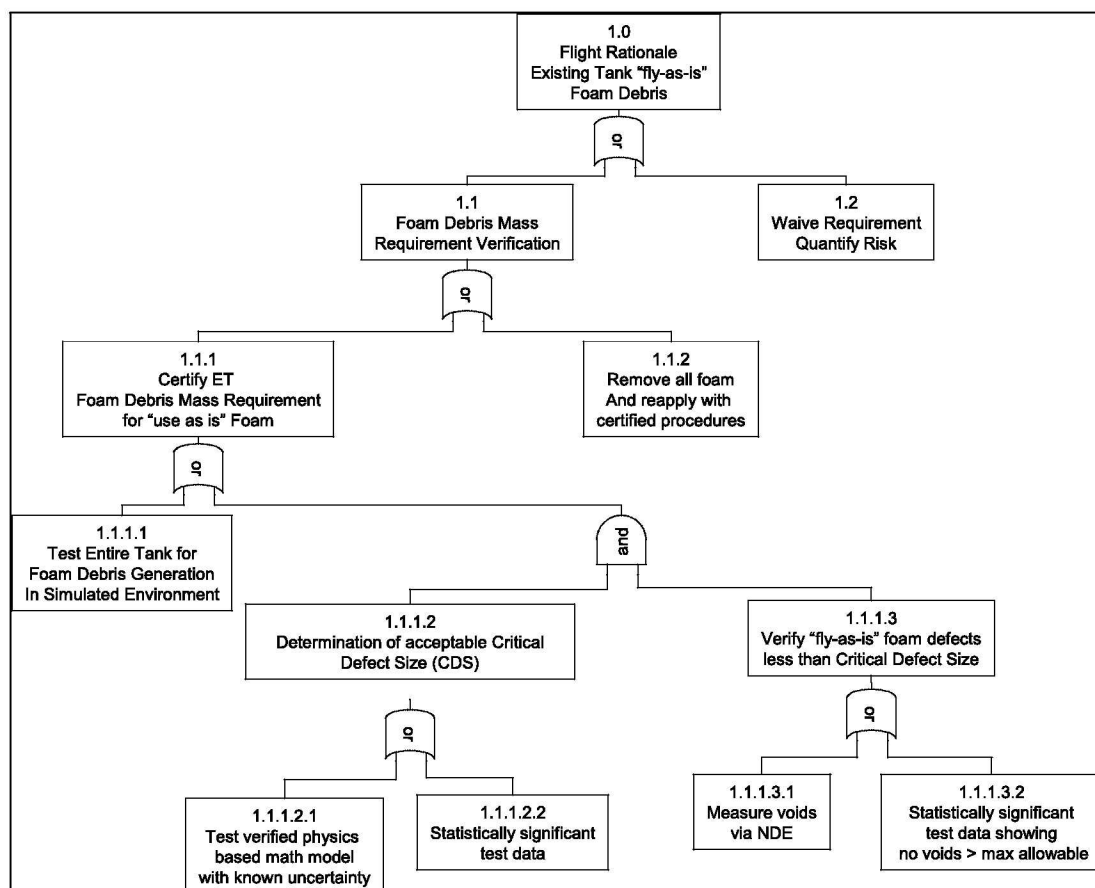 1.0
Flight Rationale
Existing Tank “fly-as-is”
Foam Debris
or
1.1
Foam Debris Mass
Requirement Verification
1.2
Waive Requirement
Quantify Risk
or
1.1.1
Certify ET
Foam Debris Mass Requirement
for “use as is” Foam
1.1.2
Remove all foam
And reapply with
certified procedures
or
1.1.1.1
Test Entire Tank for
Foam Debris Generation
In Simulated Environment
and
1.1.1.2
Determination of acceptable Critical
Defect Size (CDS)
1.1.1.3
Verify “fly-as-is” foam defects
less than Critical Defect Size
or
or
1.1.1.2.1
Test verified physics
based math model
with known uncertainty
1.1.1.2.2
Statistically significant
test data
1.1.1.3.1
Measure voids
via NDE
1.1.1.3.2
Statistically significant
test data showing
no voids > max allowable